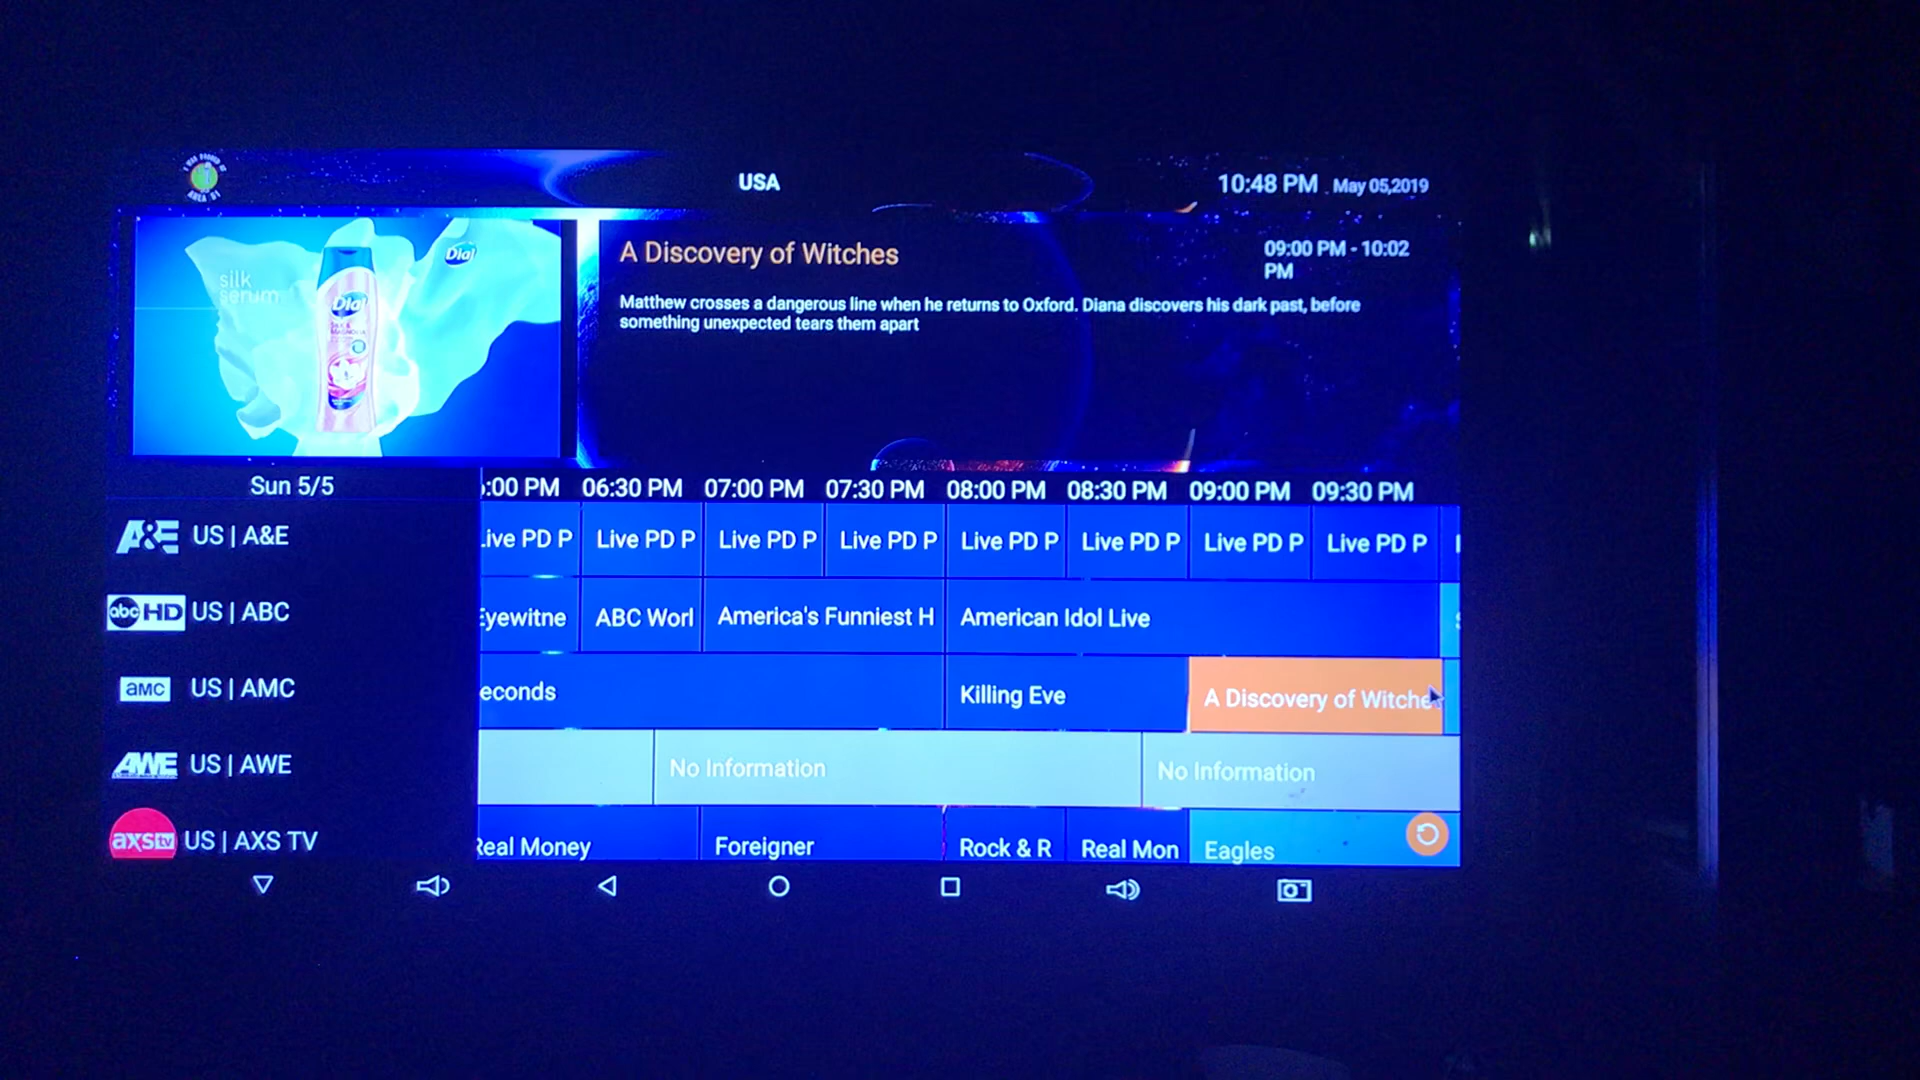 USA
10:48 PM May 05,2019
silk
serum
Dial
Dial
A Discovery of Witches
09:00 PM - 10:02
PM
Matthew crosses a dangerous line when he returns to Oxford. Diana discovers his dark past, before
something unexpected tears them apart
Sun 5/5
:00 PM 06:30 PM 07:00 PM 07:30 PM 08:00 PM 08:30 PM 09:00 PM 09:30 PM
A&E US | A&E
Live PD P Live PD P Live PD P Live PD P Live PD P Live PD P Live PD P Live PD P
abc HD US | ABC
Eyewitne ABC Worl America's Funniest H American Idol Live
aMC US | AMC
econds Killing Eve A Discovery of Witche
AWE US | AWE
No Information No Information
axs tv US | AXS TV
Real Money Foreigner Rock & R Real Mon Eagles